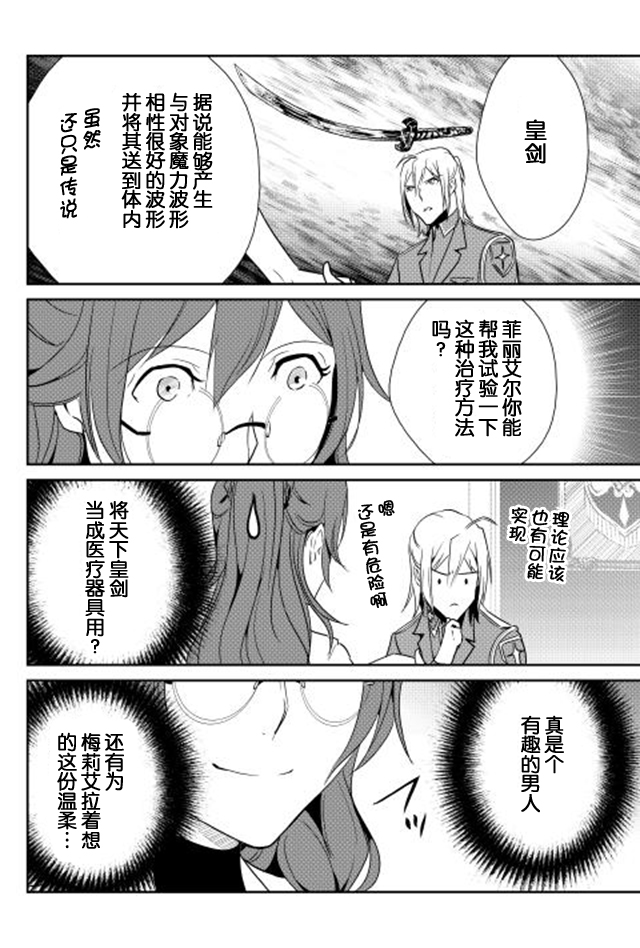 皇剑
据说能够产生
与对象魔力波形
相性很好的波形
并将其送到体内
虽然
还只是传说
菲丽艾尔你能
帮我试验一下
这种治疗方法
吗？
理论应该
也有可能
实现
嗯
还是有危险啊
将天下皇剑
当成医疗器具用？
真是个
有趣的男人
还有为
梅莉艾拉着想
的这份温柔…